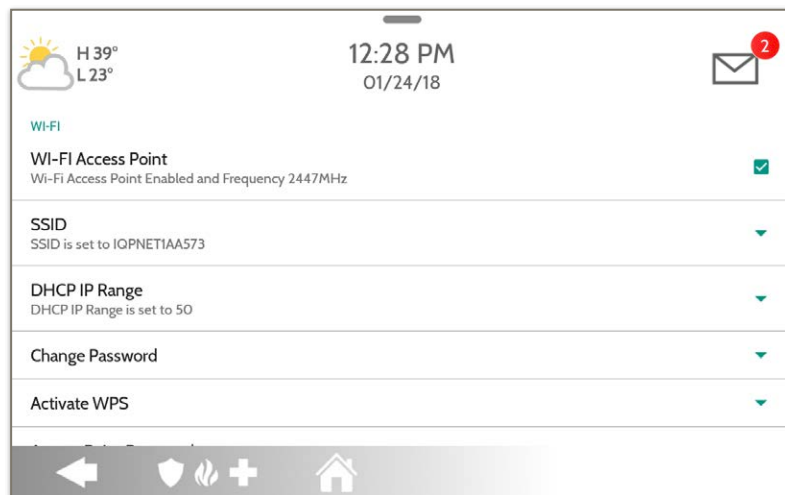 H 39°
L 23°
12:28 PM
01/24/18
2
WI-FI
WI-FI Access Point
Wi-Fi Access Point Enabled and Frequency 2447MHz
SSID
SSID is set to IQPNET1AA573
DHCP IP Range
DHCP IP Range is set to 50
Change Password
Activate WPS